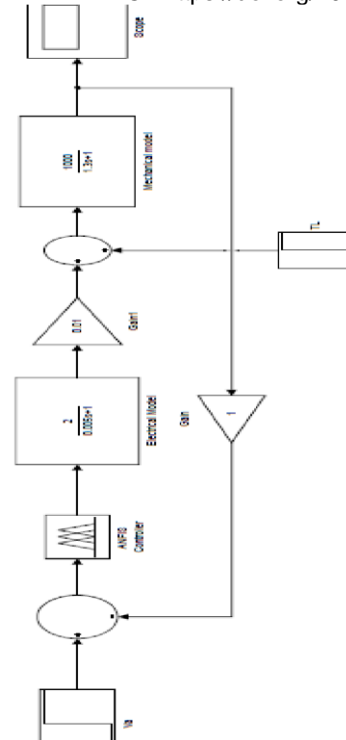 Scope
1000
1.3s+1
Mechanical model
TL
0.01
Gain1
2
0.005s+1
Electrical Model
Gain
1
ANFIS
Controller
Va